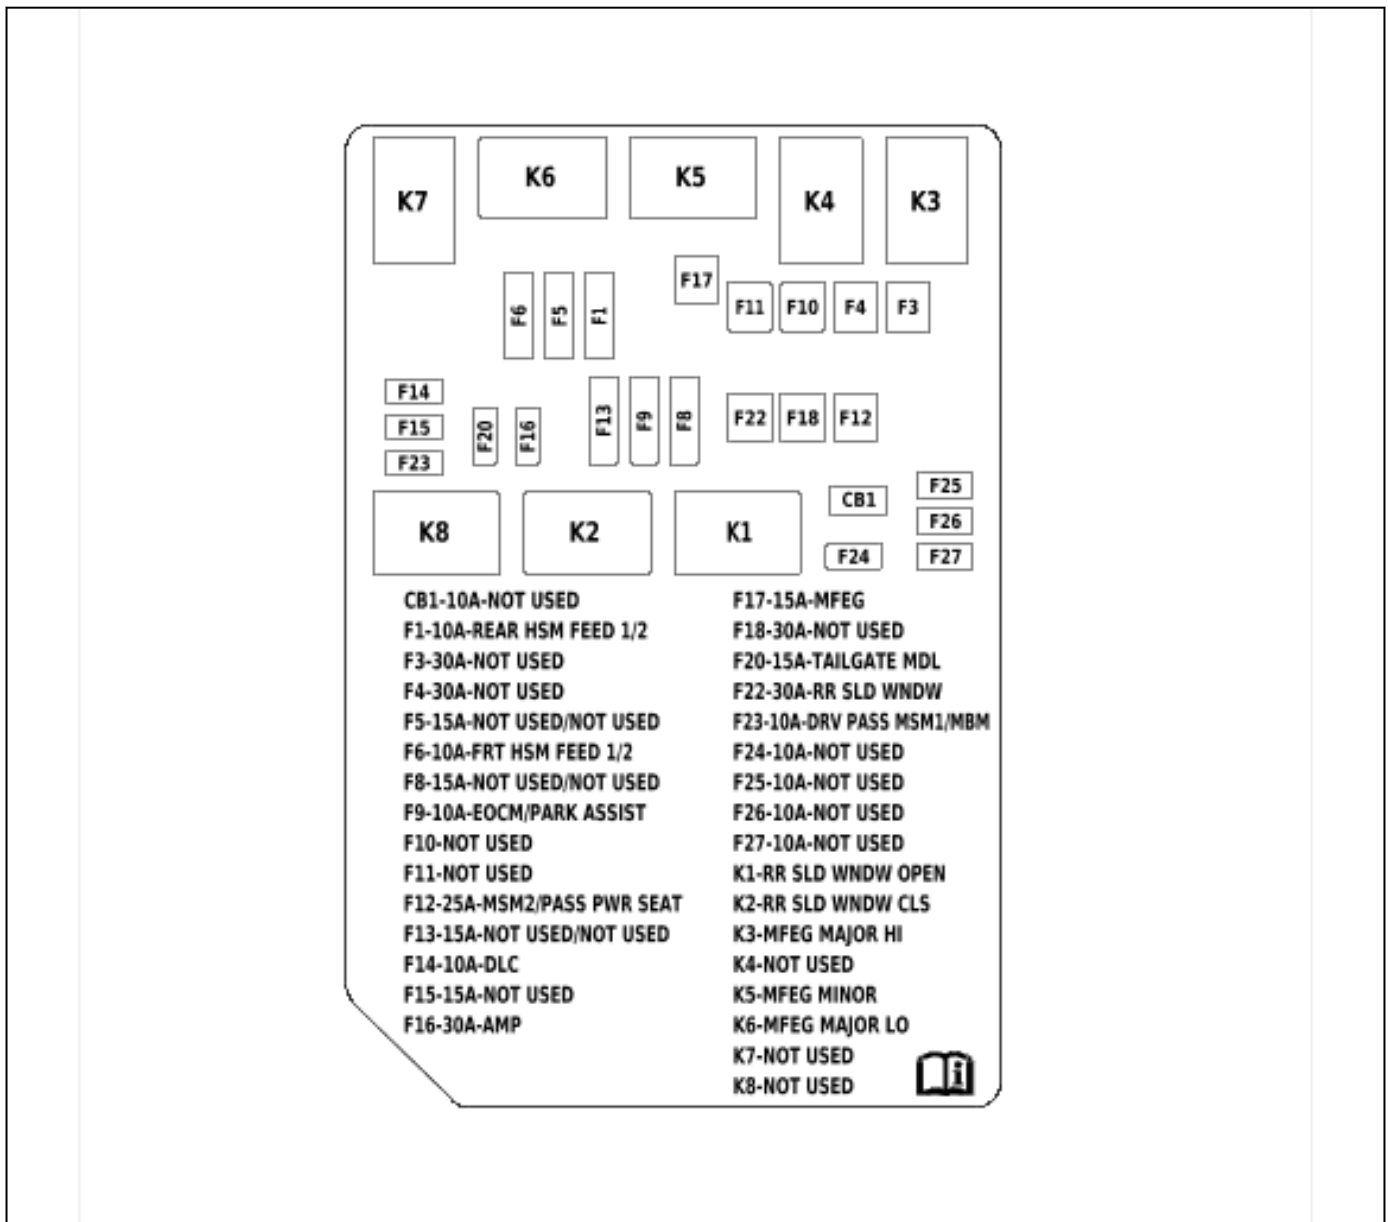 K7
K6
K5
K4
K3
F17
F6
F5
F1
F11
F10
F4
F3
F14
F15
F23
F20
F16
F13
F9
F8
F22
F18
F12
CB1
F25
F26
F24
F27
K8
K2
K1
CB1-10A-NOT USED
F1-10A-REAR HSM FEED 1/2
F3-30A-NOT USED
F4-30A-NOT USED
F5-15A-NOT USED/NOT USED
F6-10A-FRT HSM FEED 1/2
F8-15A-NOT USED/NOT USED
F9-10A-EOCM/PARK ASSIST
F10-NOT USED
F11-NOT USED
F12-25A-MSM2/PASS PWR SEAT
F13-15A-NOT USED/NOT USED
F14-10A-DLC
F15-15A-NOT USED
F16-30A-AMP
F17-15A-MFEG
F18-30A-NOT USED
F20-15A-TAILGATE MDL
F22-30A-RR SLD WNDW
F23-10A-DRV PASS MSM1/MBM
F24-10A-NOT USED
F25-10A-NOT USED
F26-10A-NOT USED
F27-10A-NOT USED
K1-RR SLD WNDW OPEN
K2-RR SLD WNDW CLS
K3-MFEG MAJOR HI
K4-NOT USED
K5-MFEG MINOR
K6-MFEG MAJOR LO
K7-NOT USED
K8-NOT USED
i